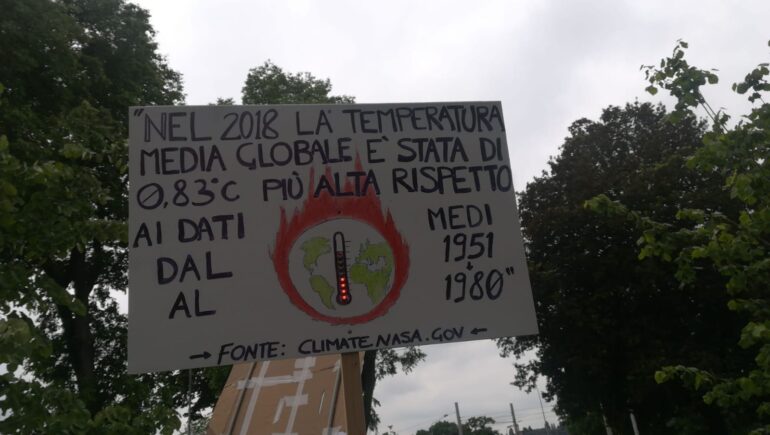 "NEL 2018 LA TEMPERATURA
MEDIA GLOBALE È STATA DI
0,83°C PIÙ ALTA RISPETTO
AI DATI MEDI
DAL 1951
AL 1980"
→ FONTE: CLIMATE.NASA.GOV ←